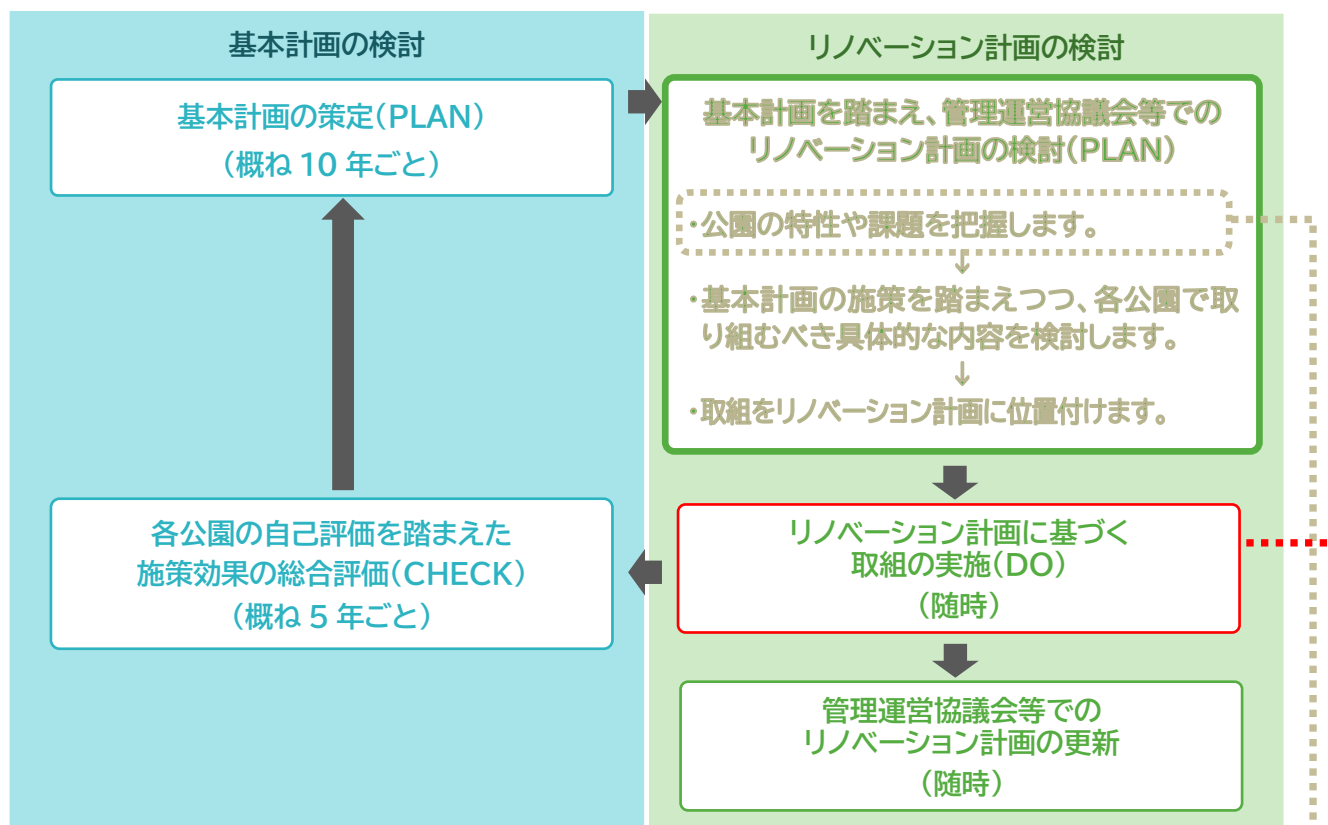 基本計画の検討
基本計画の策定(PLAN)
(概ね 10 年ごと)
各公園の自己評価を踏まえた
施策効果の総合評価(CHECK)
(概ね 5 年ごと)
リノベーション計画の検討
基本計画を踏まえ、管理運営協議会等での
リノベーション計画の検討(PLAN)
・公園の特性や課題を把握します。
↓
・基本計画の施策を踏まえつつ、各公園で取
り組むべき具体的な内容を検討します。
↓
・取組をリノベーション計画に位置付けます。
リノベーション計画に基づく
取組の実施(DO)
(随時)
管理運営協議会等での
リノベーション計画の更新
(随時)